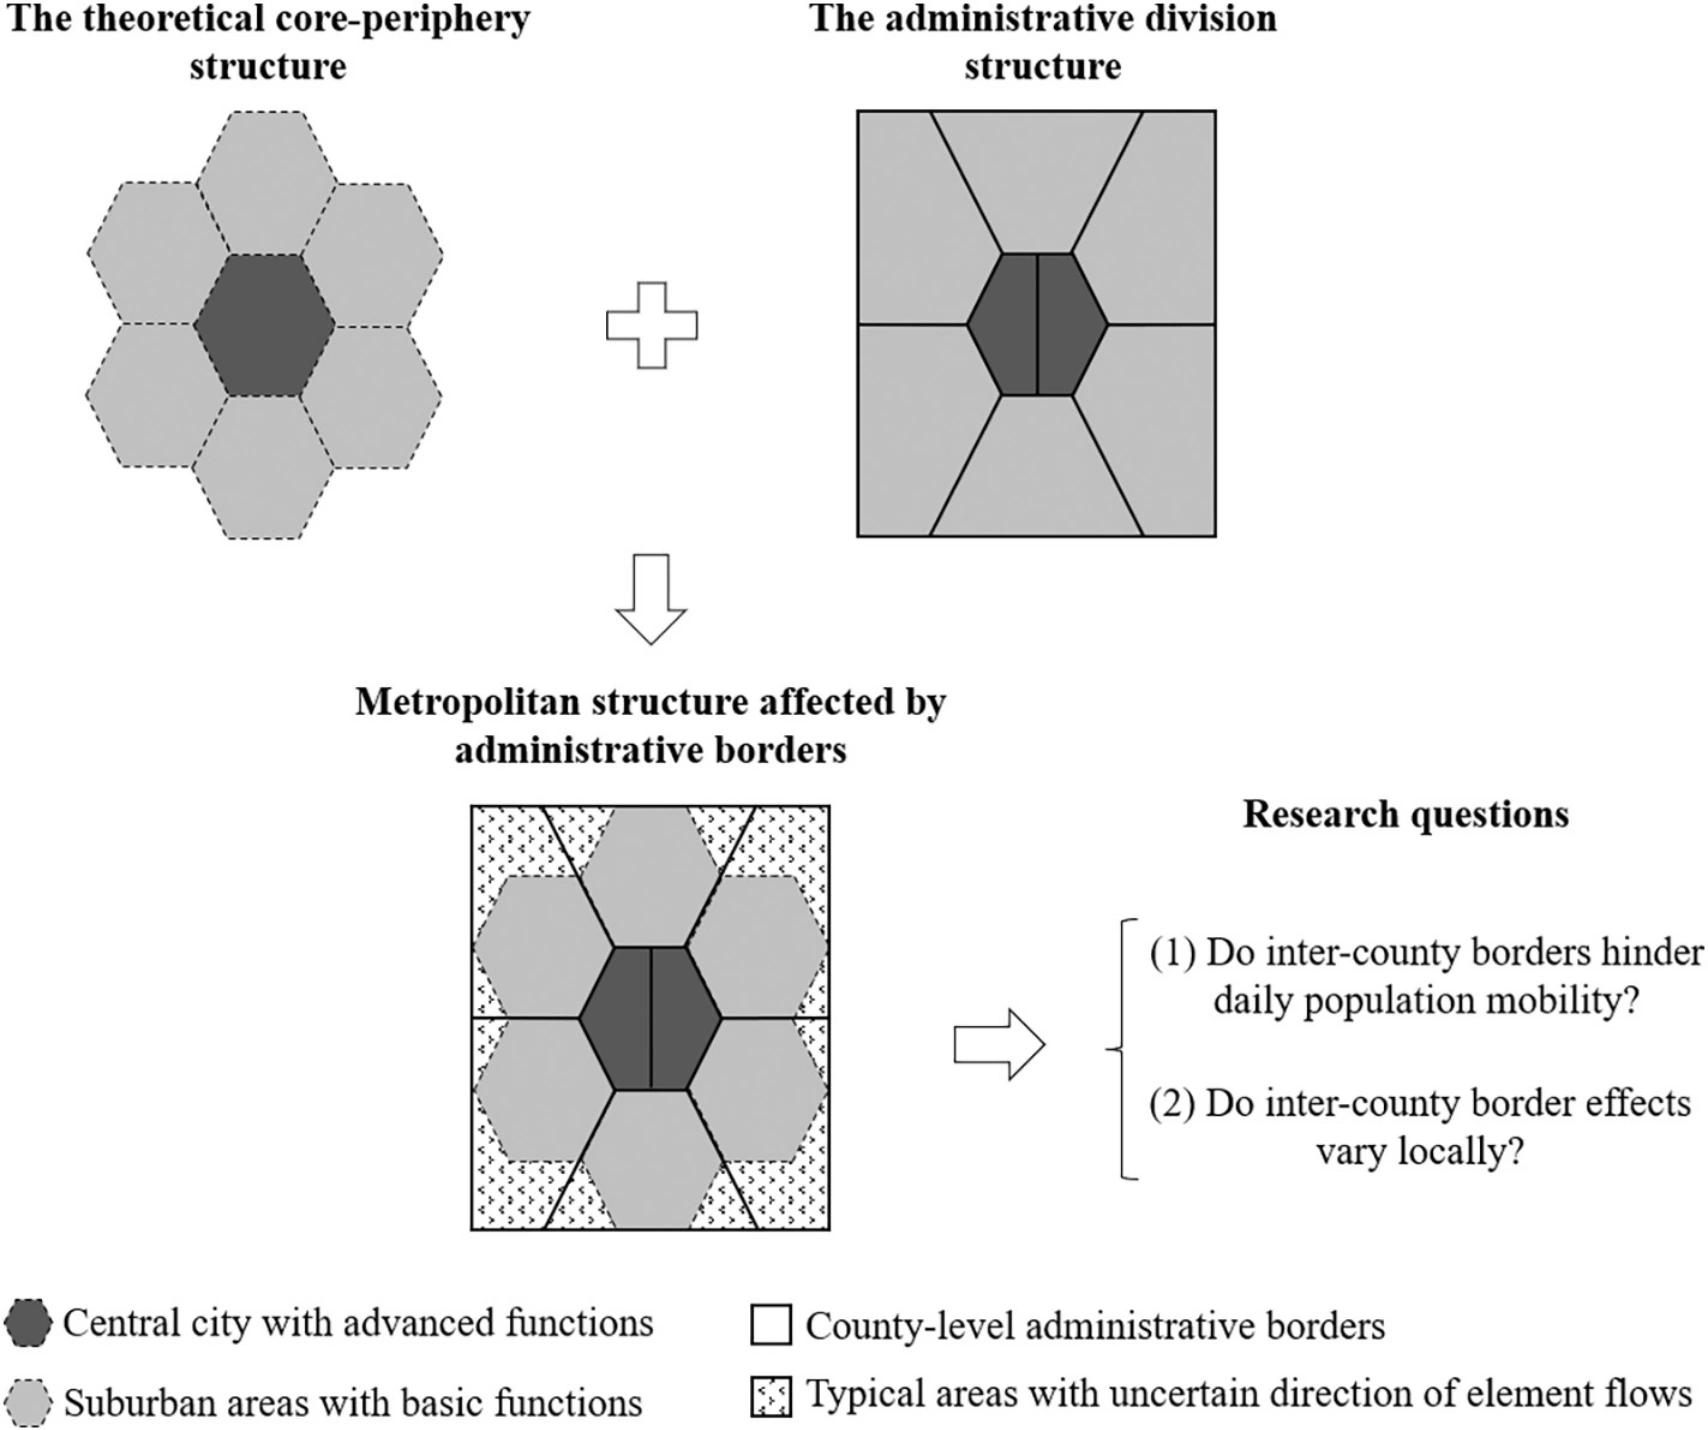 The theoretical core-periphery
structure
The administrative division
structure
Metropolitan structure affected by
administrative borders
Research questions
(1) Do inter-county borders hinder
daily population mobility?
(2) Do inter-county border effects
vary locally?
Central city with advanced functions
County-level administrative borders
Suburban areas with basic functions
Typical areas with uncertain direction of element flows